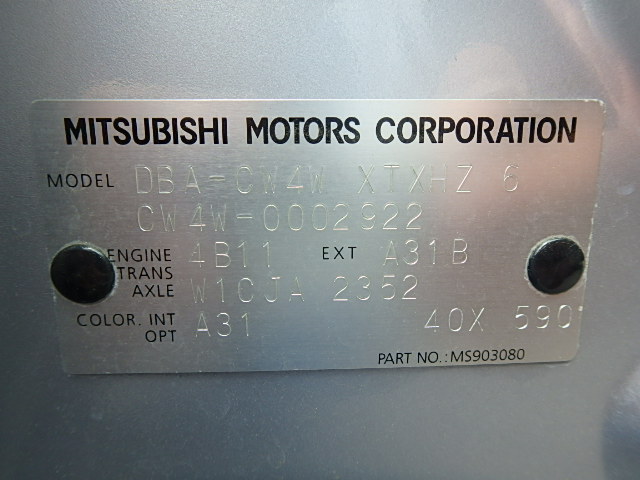 MITSUBISHI MOTORS CORPORATION
MODEL DBA-CW4W XTXHZ 6
CW4W-0002922
ENGINE 4B11 EXT A31B
TRANS
AXLE W1CJA 2352
COLOR. INT A31 40X 590
OPT
PART NO.: MS903080